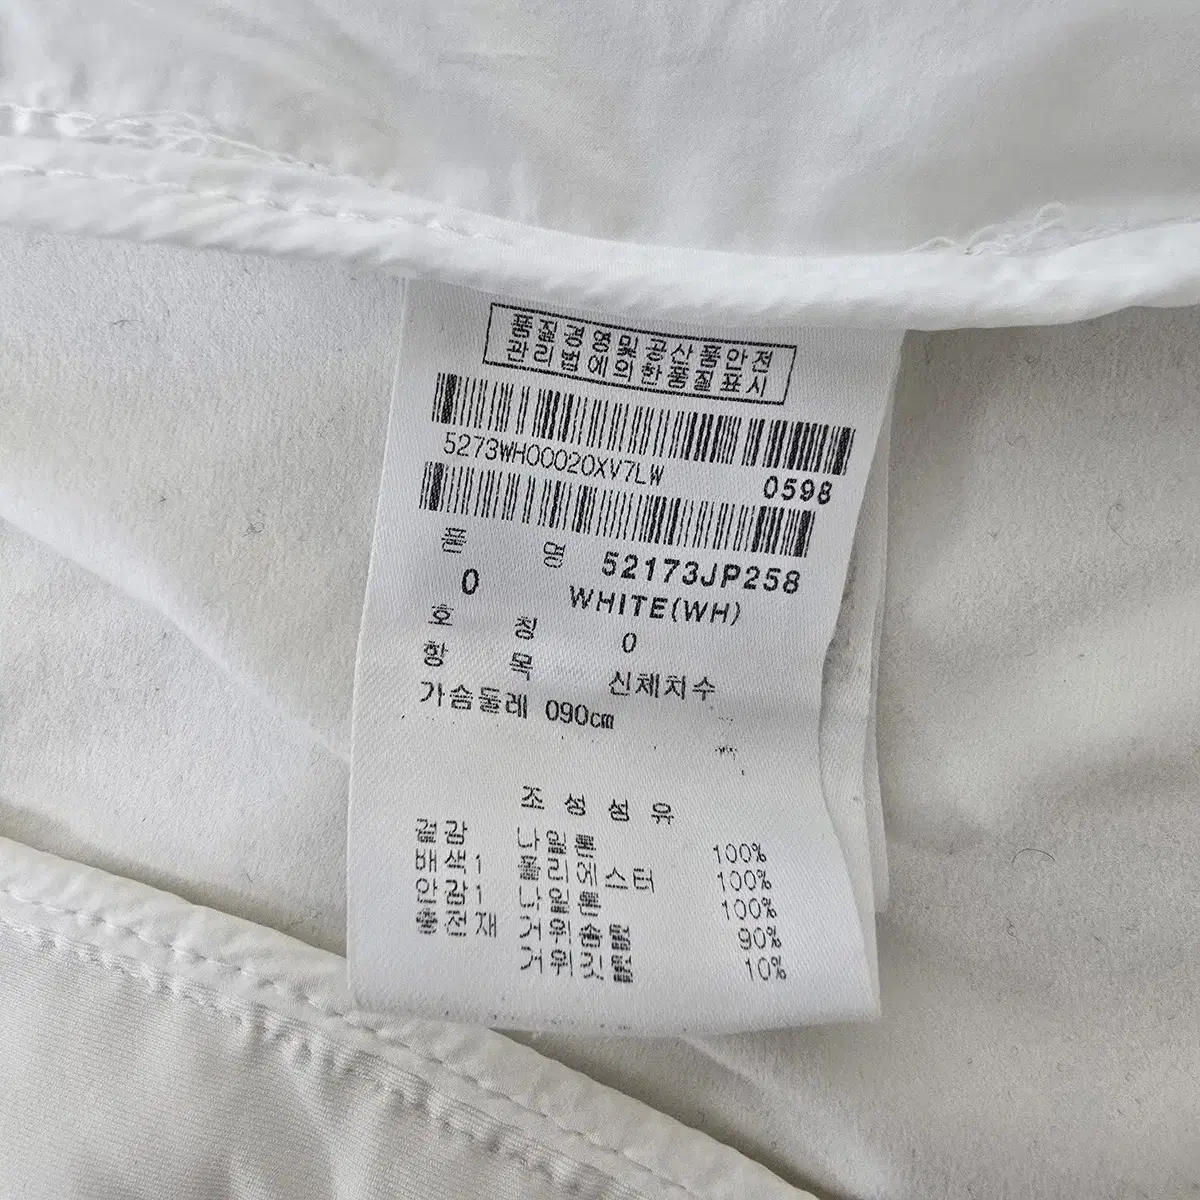 품질경영및공산품안전
관리법에의한품질표시
5273WH00020XV7LW
0598
품 명 52173JP258
0 WHITE(WH)
호 칭 0
항 목 신체치수
가슴둘레 090cm
조성섬유
겉감 나일론 100%
배색1 폴리에스터 100%
안감1 나일론 100%
충전재 거위솜털 90%
거위깃털 10%